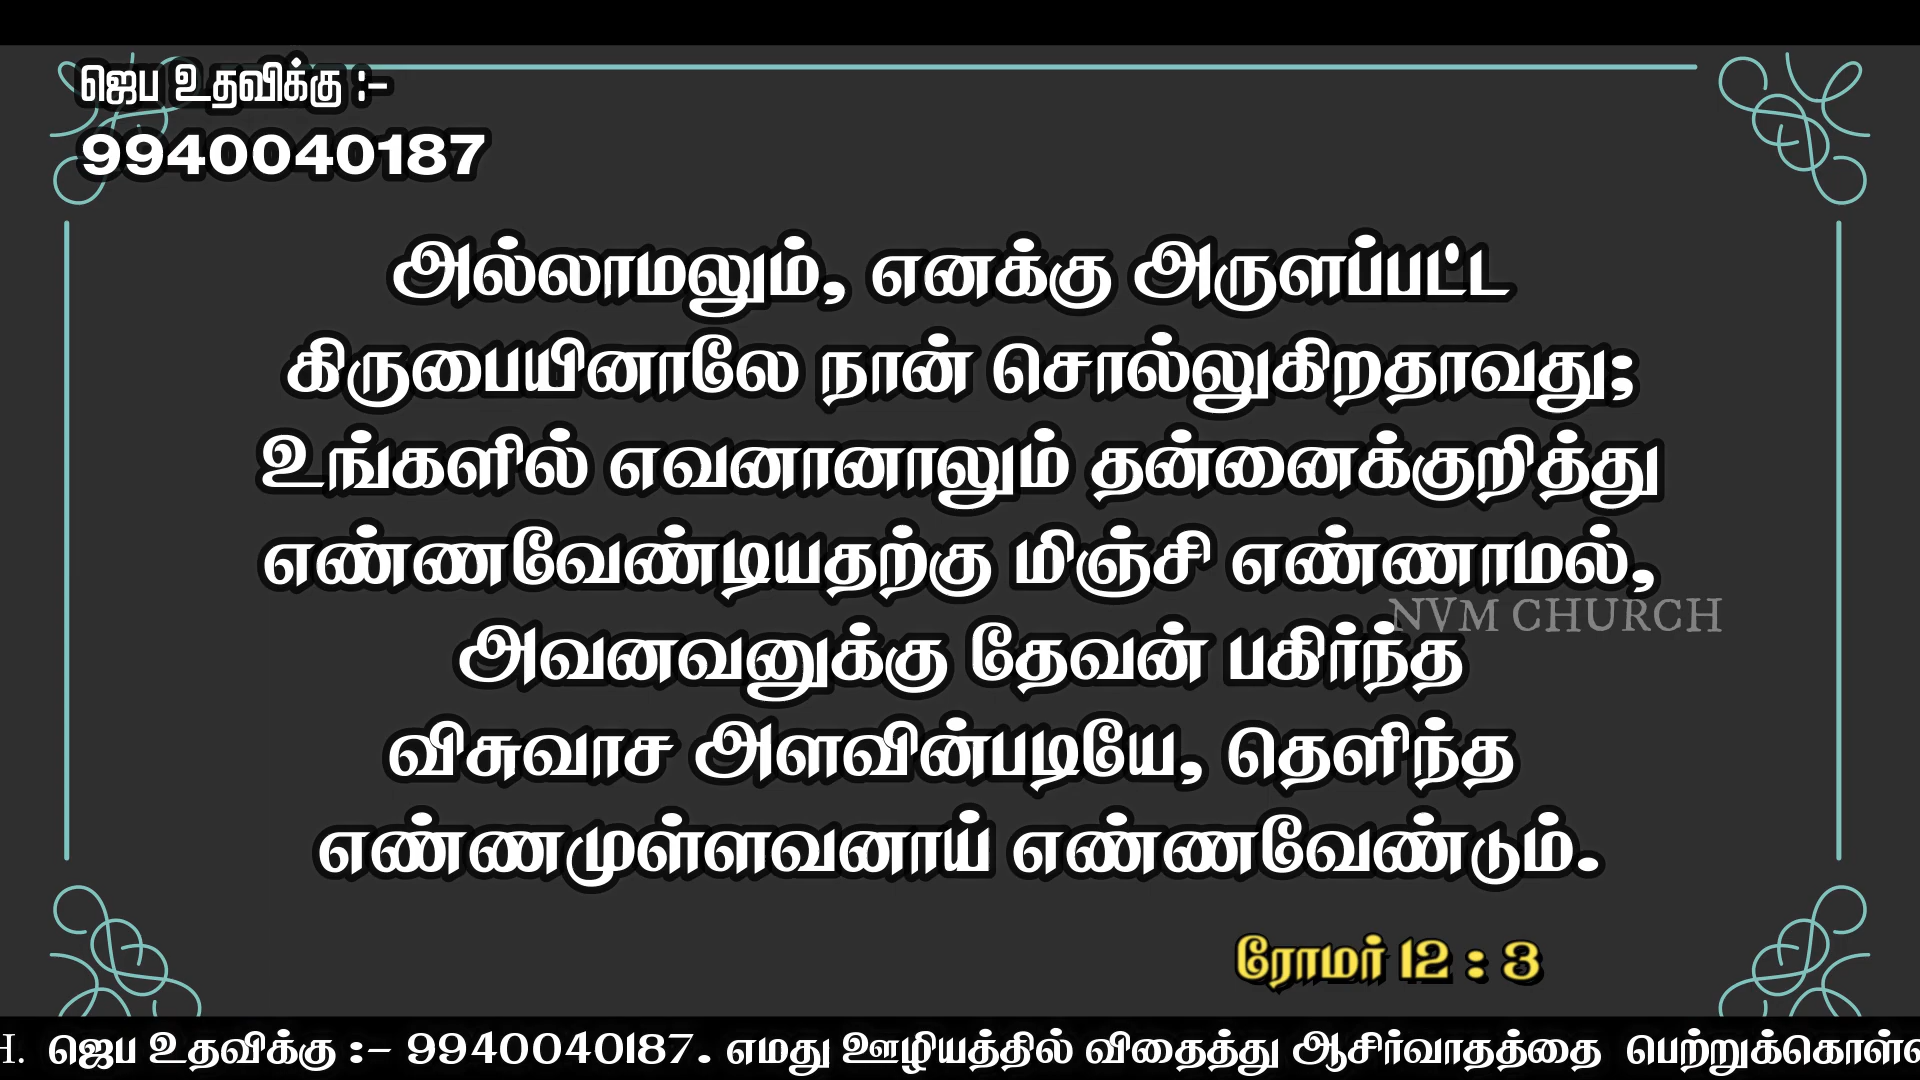 ஜெப உதவிக்கு :-
9940040187
அல்லாமலும், எனக்கு அருளப்பட்ட
கிருபையினாலே நான் சொல்லுகிறதாவது;
உங்களில் எவனானாலும் தன்னைக்குறித்து
எண்ணவேண்டியதற்கு மிஞ்சி எண்ணாமல்,
NVM CHURCH
அவனவனுக்கு தேவன் பகிர்ந்த
விசுவாச அளவின்படியே, தெளிந்த
எண்ணமுள்ளவனாய் எண்ணவேண்டும்.
ரோமர் 12 : 3
H. ஜெப உதவிக்கு :- 9940040187. எமது ஊழியத்தில் விதைத்து ஆசிர்வாதத்தை